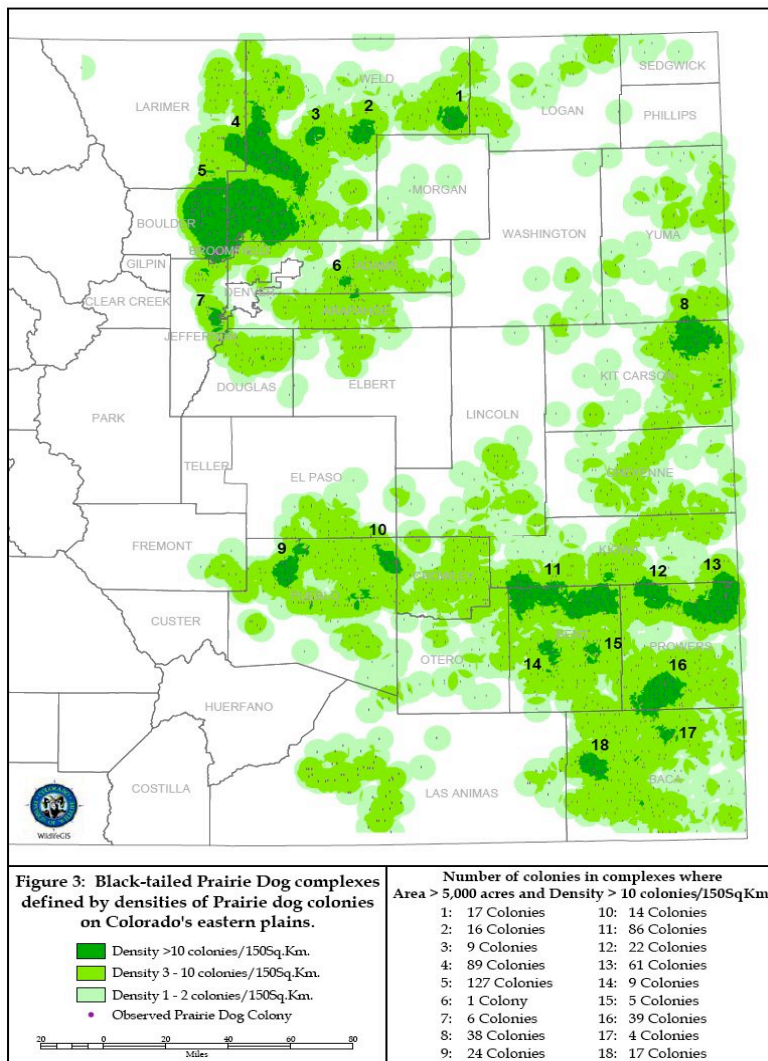 WELD
SEDGWICK
LARIMER
LOGAN
PHILLIPS
1
2
3
4
5
MORGAN
BOULDER
WASHINGTON
YUMA
BROOMFIELD
GILPIN
6
ADAMS
DENVER
CLEAR CREEK
7
ARAPAHOE
8
JEFFERSON
KIT CARSON
DOUGLAS
ELBERT
PARK
LINCOLN
TELLER
CHEYENNE
EL PASO
FREMONT
9
10
KIOWA
11
12
13
CROWLEY
PUEBLO
CUSTER
BENT
PROWERS
OTERO
14
15
16
HUERFANO
17
18
BACA
COSTILLA
LAS ANIMAS
WildlifeGIS
Figure 3: Black-tailed Prairie Dog complexes
defined by densities of Prairie dog colonies
on Colorado's eastern plains.
Density >10 colonies/150Sq.Km.
Density 3 - 10 colonies/150Sq.Km.
Density 1 - 2 colonies/150Sq.Km.
Observed Prairie Dog Colony
20 0 20 40 60 80
Miles
Number of colonies in complexes where
Area > 5,000 acres and Density > 10 colonies/150SqKm
1: 17 Colonies
2: 16 Colonies
3: 9 Colonies
4: 89 Colonies
5: 127 Colonies
6: 1 Colony
7: 6 Colonies
8: 38 Colonies
9: 24 Colonies
10: 14 Colonies
11: 86 Colonies
12: 22 Colonies
13: 61 Colonies
14: 9 Colonies
15: 5 Colonies
16: 39 Colonies
17: 4 Colonies
18: 17 Colonies